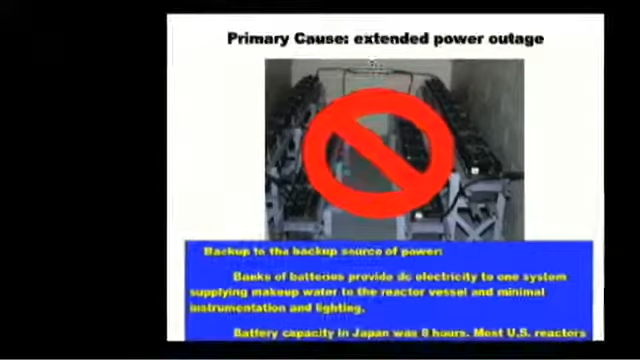 Primary Cause: extended power outage
Backup to the backup source of power:
Banks of batteries provide dc electricity to one system
supplying makeup water to the reactor vessel and minimal
instrumentation and lighting.
Battery capacity in Japan was 8 hours. Most U.S. reactors